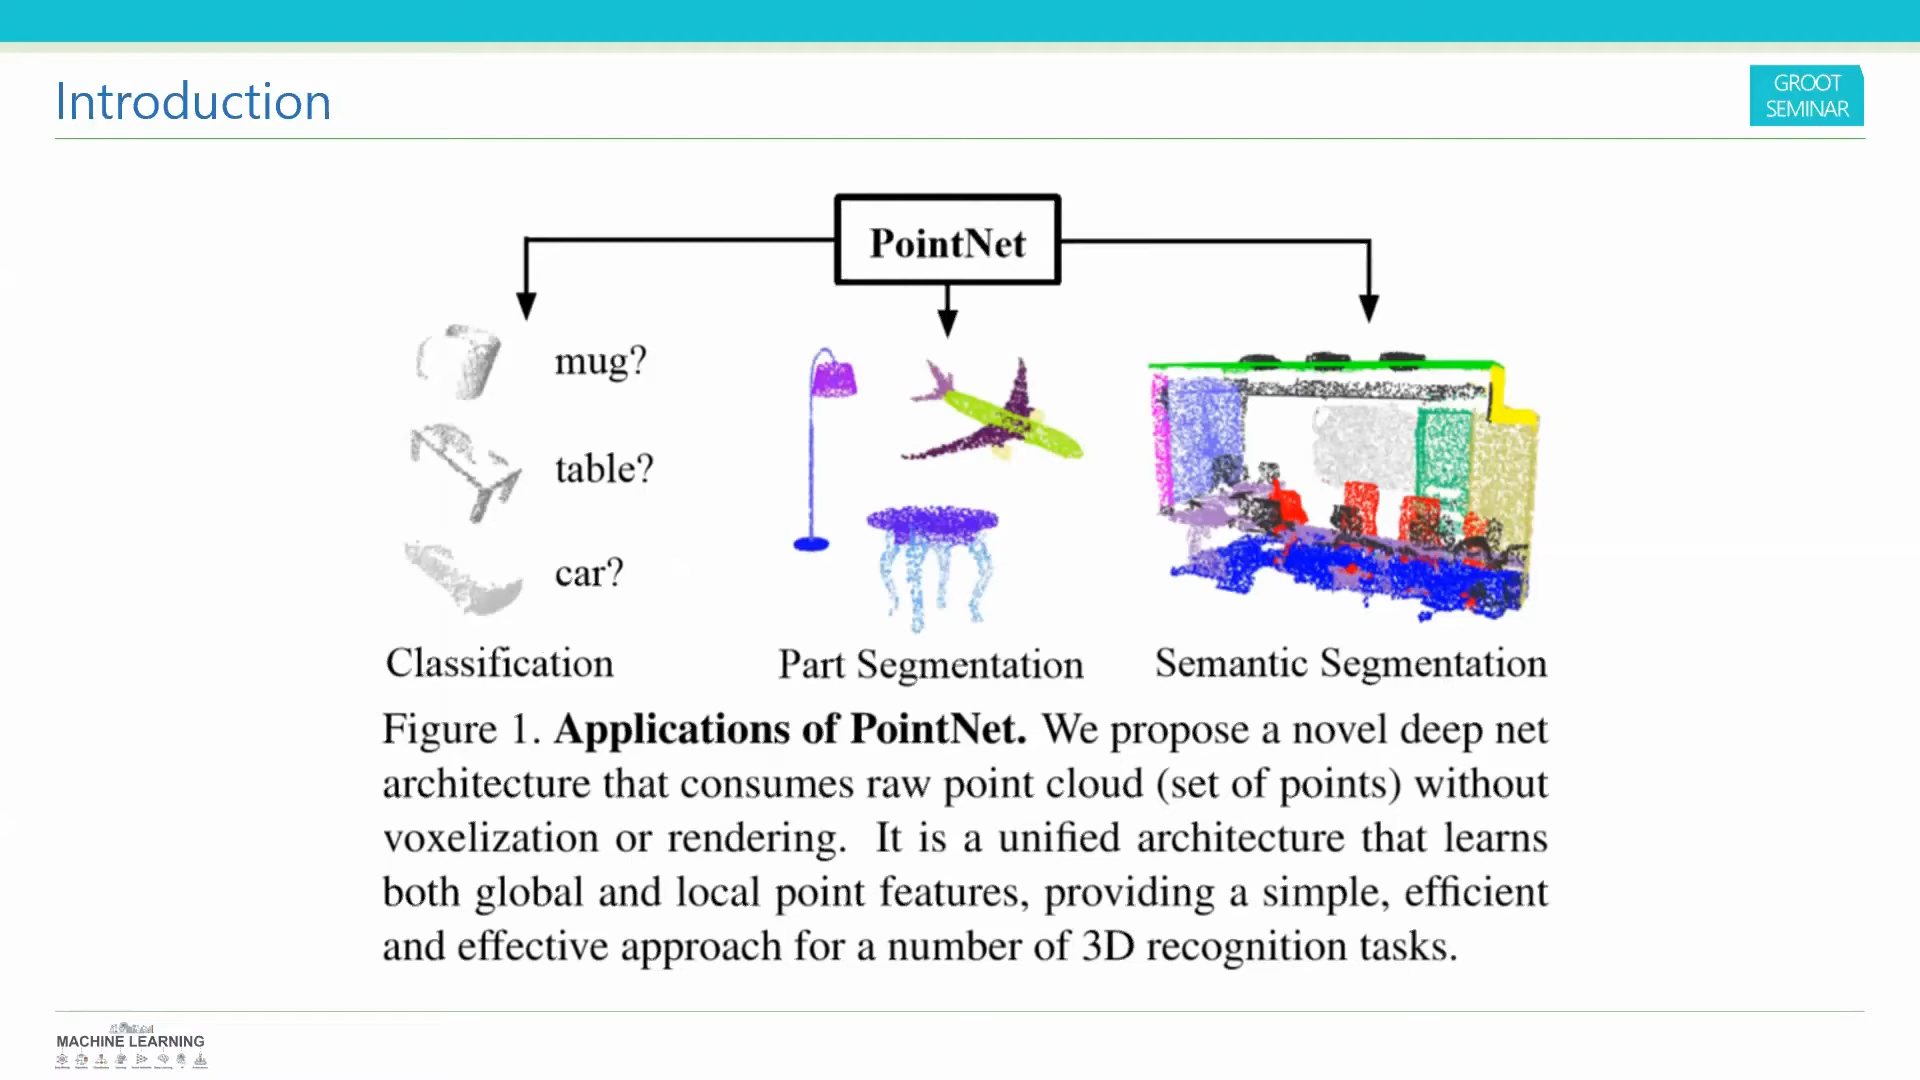 Introduction
GROOT
SEMINAR
PointNet
mug?
table?
car?
Classification
Part Segmentation
Semantic Segmentation
Figure 1. Applications of PointNet. We propose a novel deep net
architecture that consumes raw point cloud (set of points) without
voxelization or rendering. It is a unified architecture that learns
both global and local point features, providing a simple, efficient
and effective approach for a number of 3D recognition tasks.
MACHINE LEARNING